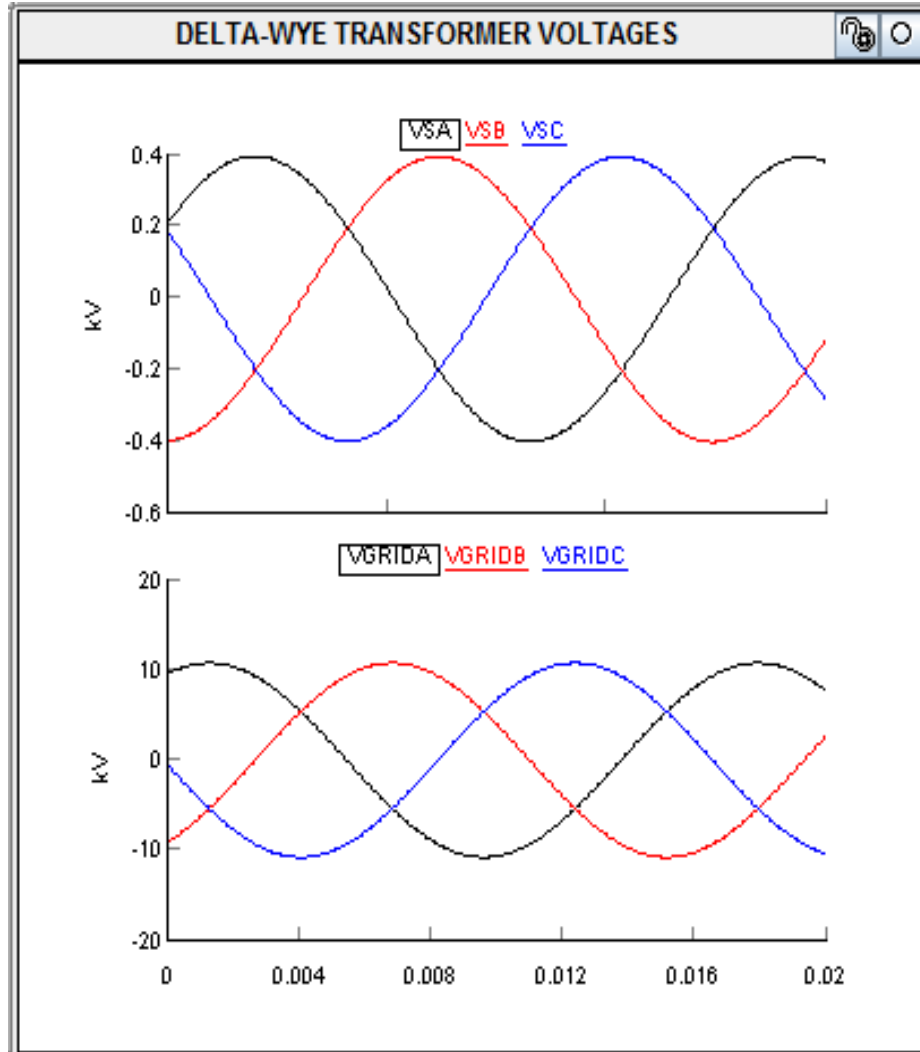 DELTA-WYE TRANSFORMER VOLTAGES
VSA VSB VSC
0.4
0.2
0
-0.2
-0.4
-0.6
kV
VGRIDA VGRIDB VGRIDC
20
10
0
-10
-20
kV
0 0.004 0.008 0.012 0.016 0.02